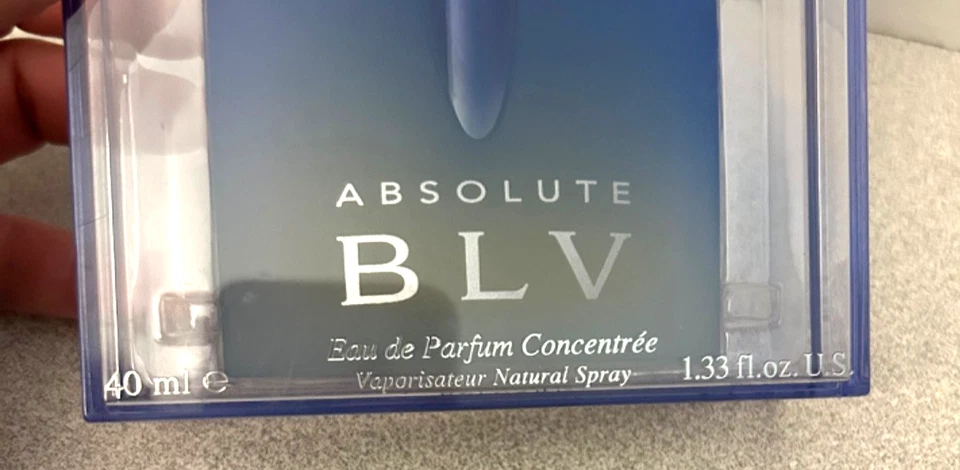 ABSOLUTE
BLV
Eau de Parfum Concentrée
Vaporisateur Natural Spray
40 ml ℮
1.33 fl.oz. U.S.